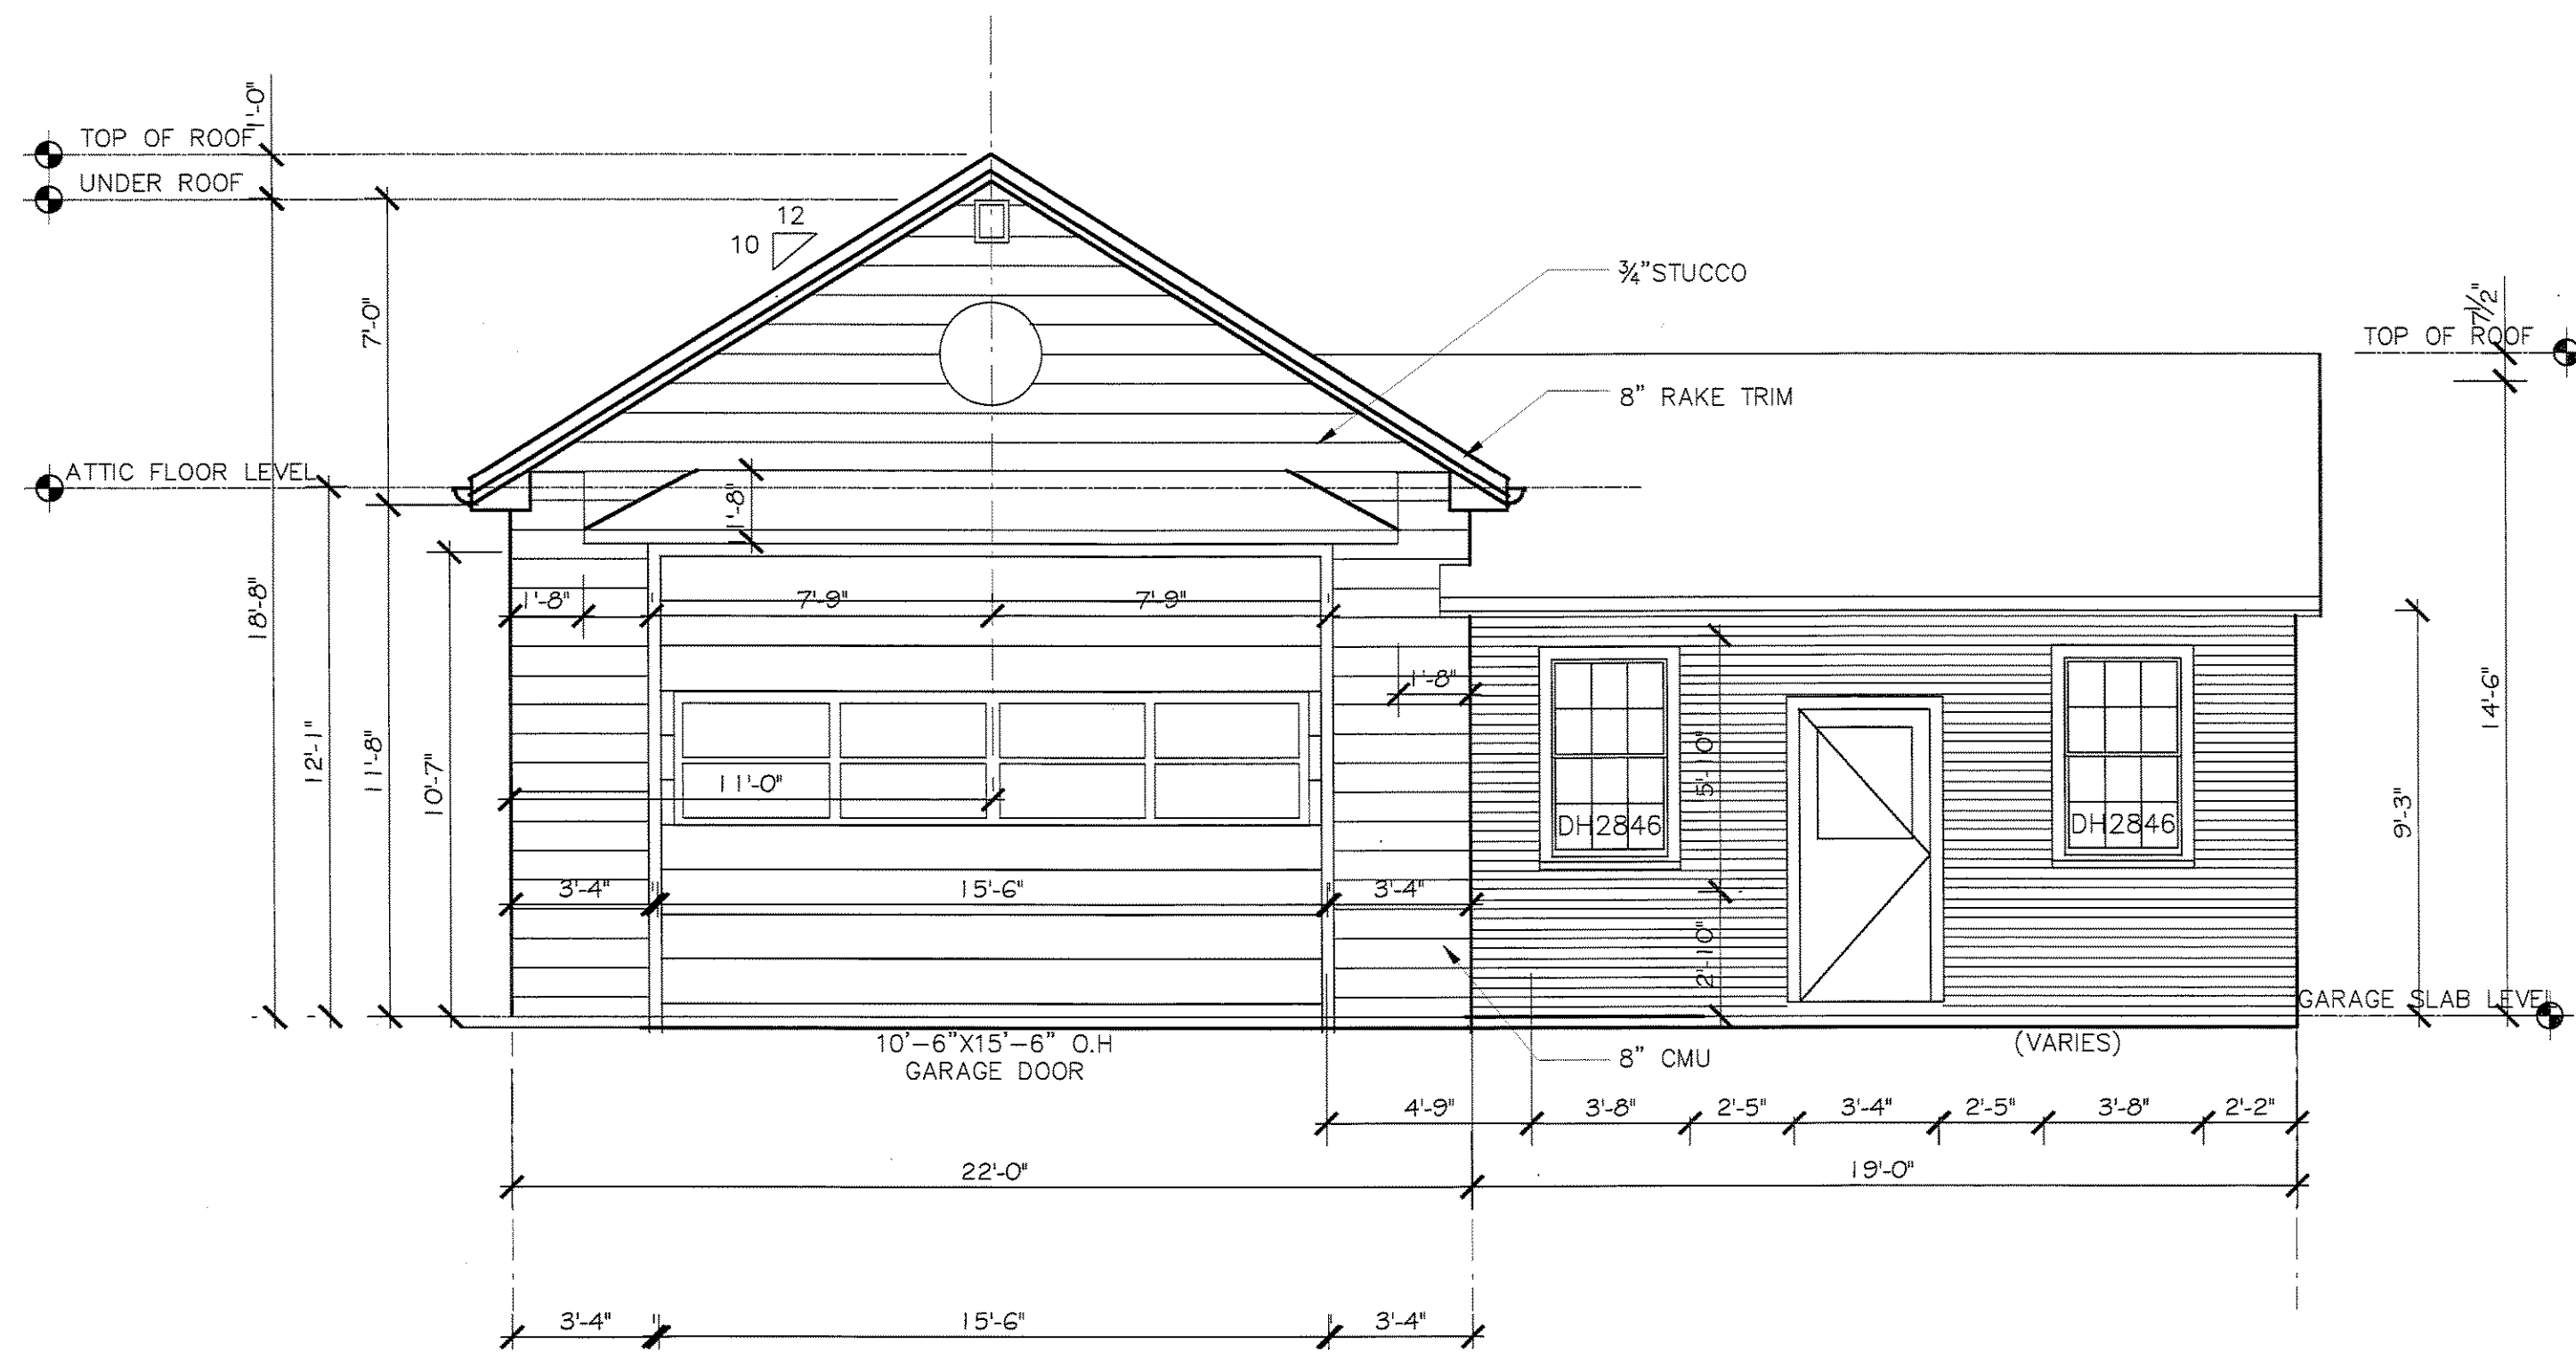 1'-0"
TOP OF ROOF
UNDER ROOF
12
10
¾"STUCCO
7'-0"
7½"
TOP OF ROOF
8" RAKE TRIM
ATTIC FLOOR LEVEL
1'-8"
18'-8"
1'-8"
7'-9"
7'-9"
1'-8"
12'-1"
11'-8"
10'-7"
11'-0"
5'-10"
14'-6"
9'-3"
DH2846
DH2846
3'-4"
15'-6"
3'-4"
2'-10"
GARAGE SLAB LEVEL
10'-6"X15'-6" O.H
GARAGE DOOR
(VARIES)
8" CMU
4'-9"
3'-8"
2'-5"
3'-4"
2'-5"
3'-8"
2'-2"
22'-0"
19'-0"
3'-4"
15'-6"
3'-4"